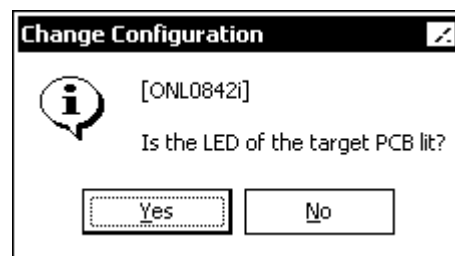 Change Configuration
[ONL0842i]
Is the LED of the target PCB lit?
Yes No